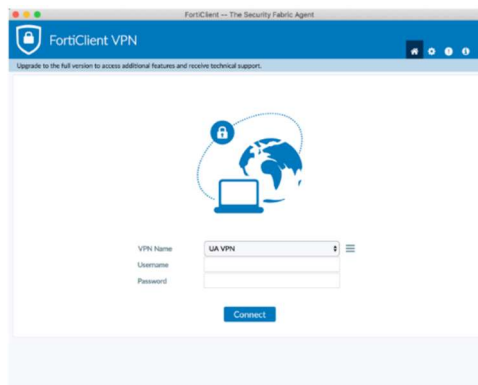 FortiClient — The Security Fabric Agent
FortiClient VPN
Upgrade to the full version to access additional features and receive technical support.
VPN Name UA VPN
Username
Password
Connect